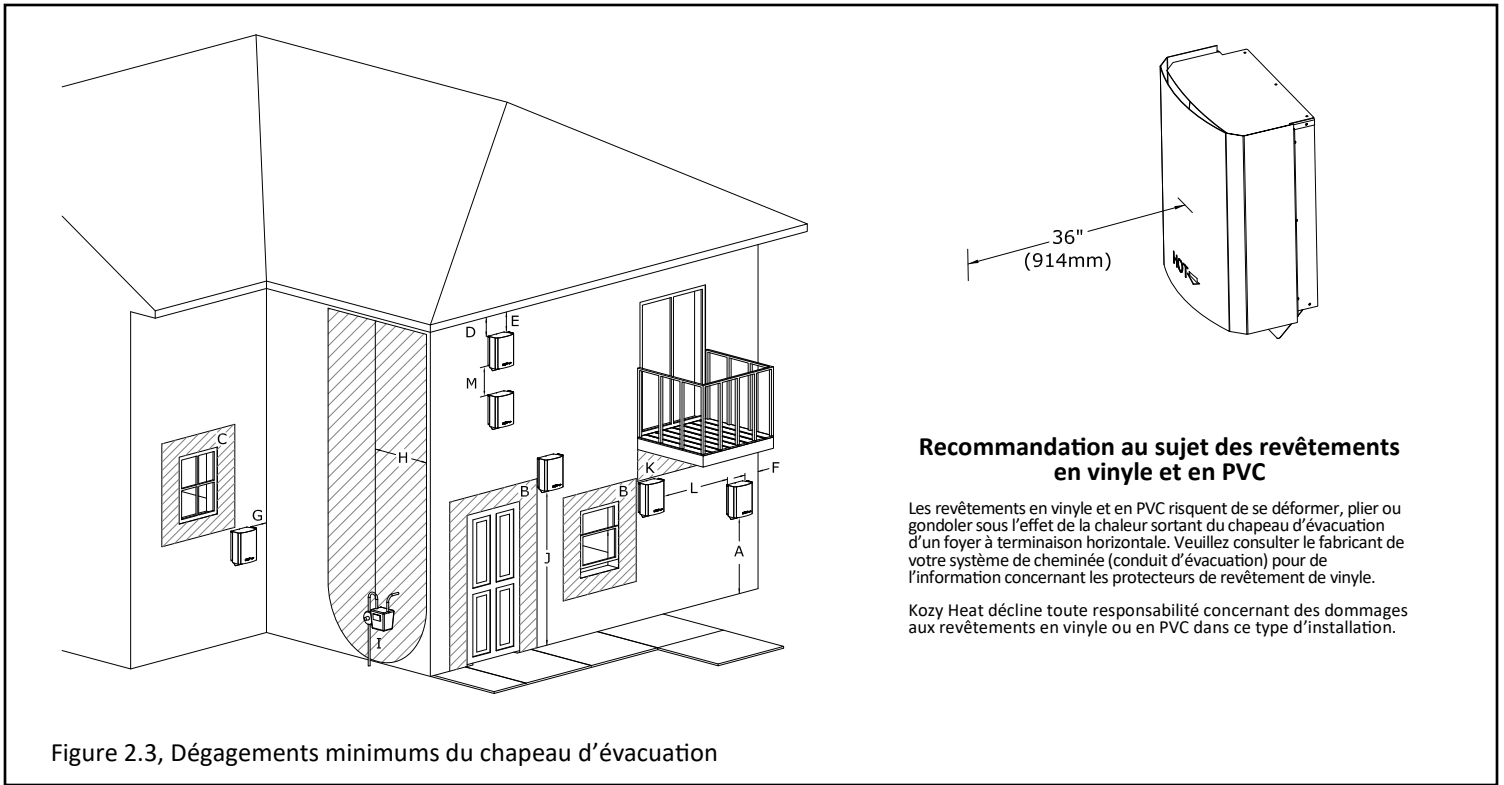 D
E
M
C
H
G
B
J
B
K
L
F
A
I
36"
(914mm)
HOT
Recommandation au sujet des revêtements
en vinyle et en PVC
Les revêtements en vinyle et en PVC risquent de se déformer, plier ou
gondoler sous l'effet de la chaleur sortant du chapeau d'évacuation
d'un foyer à terminaison horizontale. Veuillez consulter le fabricant de
votre système de cheminée (conduit d'évacuation) pour de
l'information concernant les protecteurs de revêtement de vinyle.
Kozy Heat décline toute responsabilité concernant des dommages
aux revêtements en vinyle ou en PVC dans ce type d'installation.
Figure 2.3, Dégagements minimums du chapeau d'évacuation